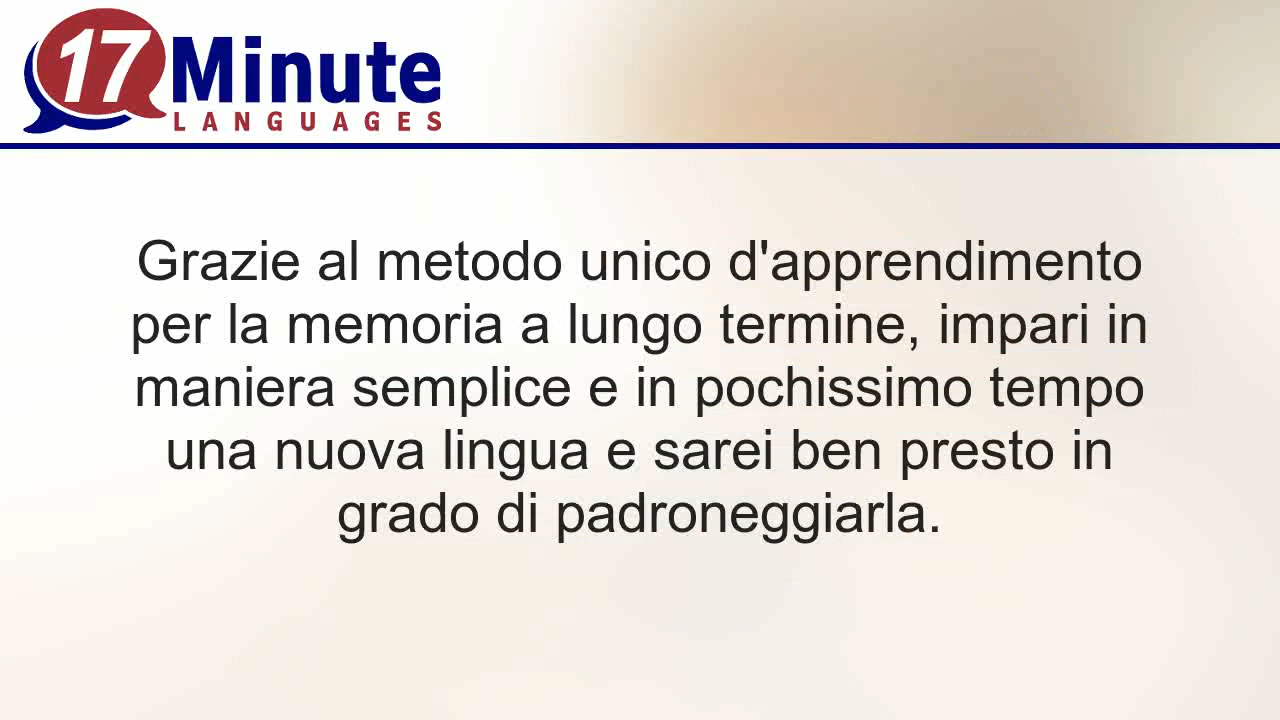 17 Minute
LANGUAGES
Grazie al metodo unico d'apprendimento
per la memoria a lungo termine, impari in
maniera semplice e in pochissimo tempo
una nuova lingua e sarei ben presto in
grado di padroneggiarla.